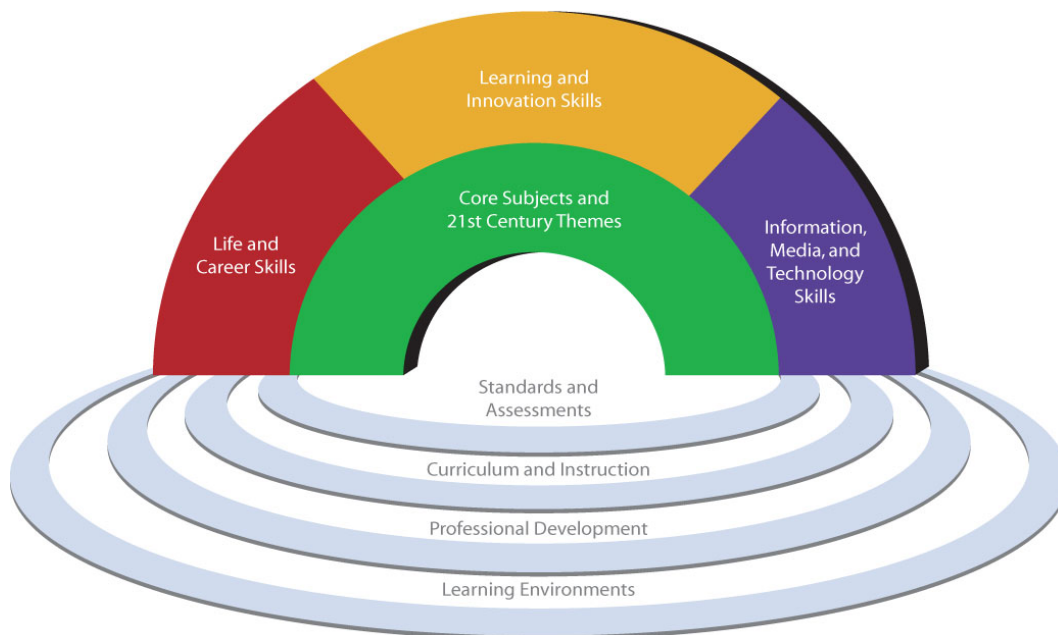 Learning and
Innovation Skills
Core Subjects and
21st Century Themes
Life and
Career Skills
Information,
Media, and
Technology
Skills
Standards and
Assessments
Curriculum and Instruction
Professional Development
Learning Environments